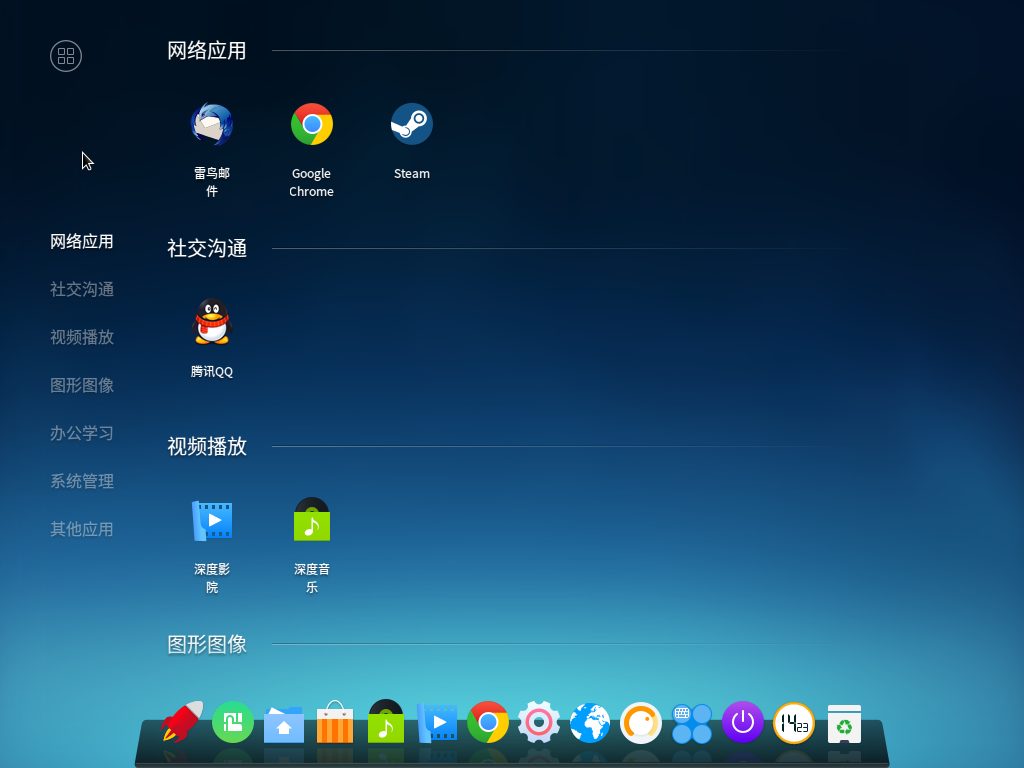 网络应用
雷鸟邮
件
Google
Chrome
Steam
社交沟通
腾讯QQ
视频播放
深度影
院
深度音
乐
图形图像
网络应用
社交沟通
视频播放
图形图像
办公学习
系统管理
其他应用
14 23